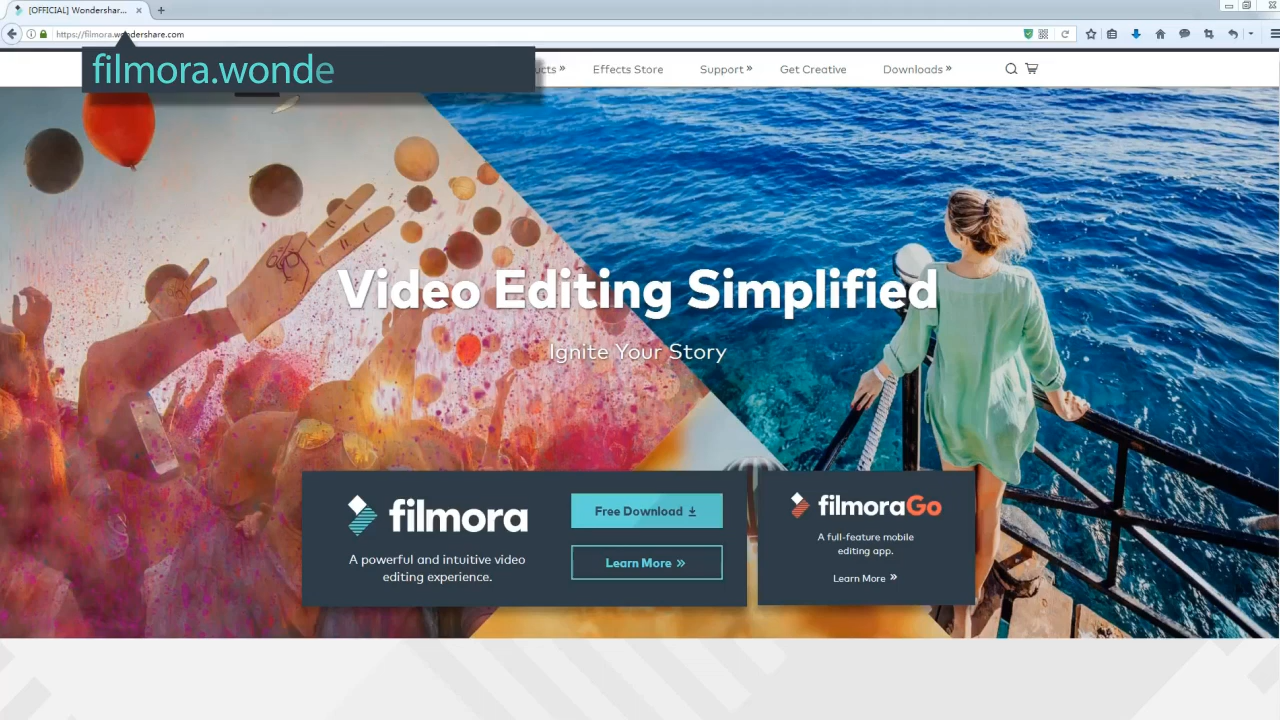 [OFFICIAL] Wondershar...
https://filmora.wondershare.com
filmora.wonde
ucts »
Effects Store
Support »
Get Creative
Downloads »
Video Editing Simplified
Ignite Your Story
filmora
A powerful and intuitive video
editing experience.
Free Download
Learn More »
filmoraGo
A full-feature mobile
editing app.
Learn More »